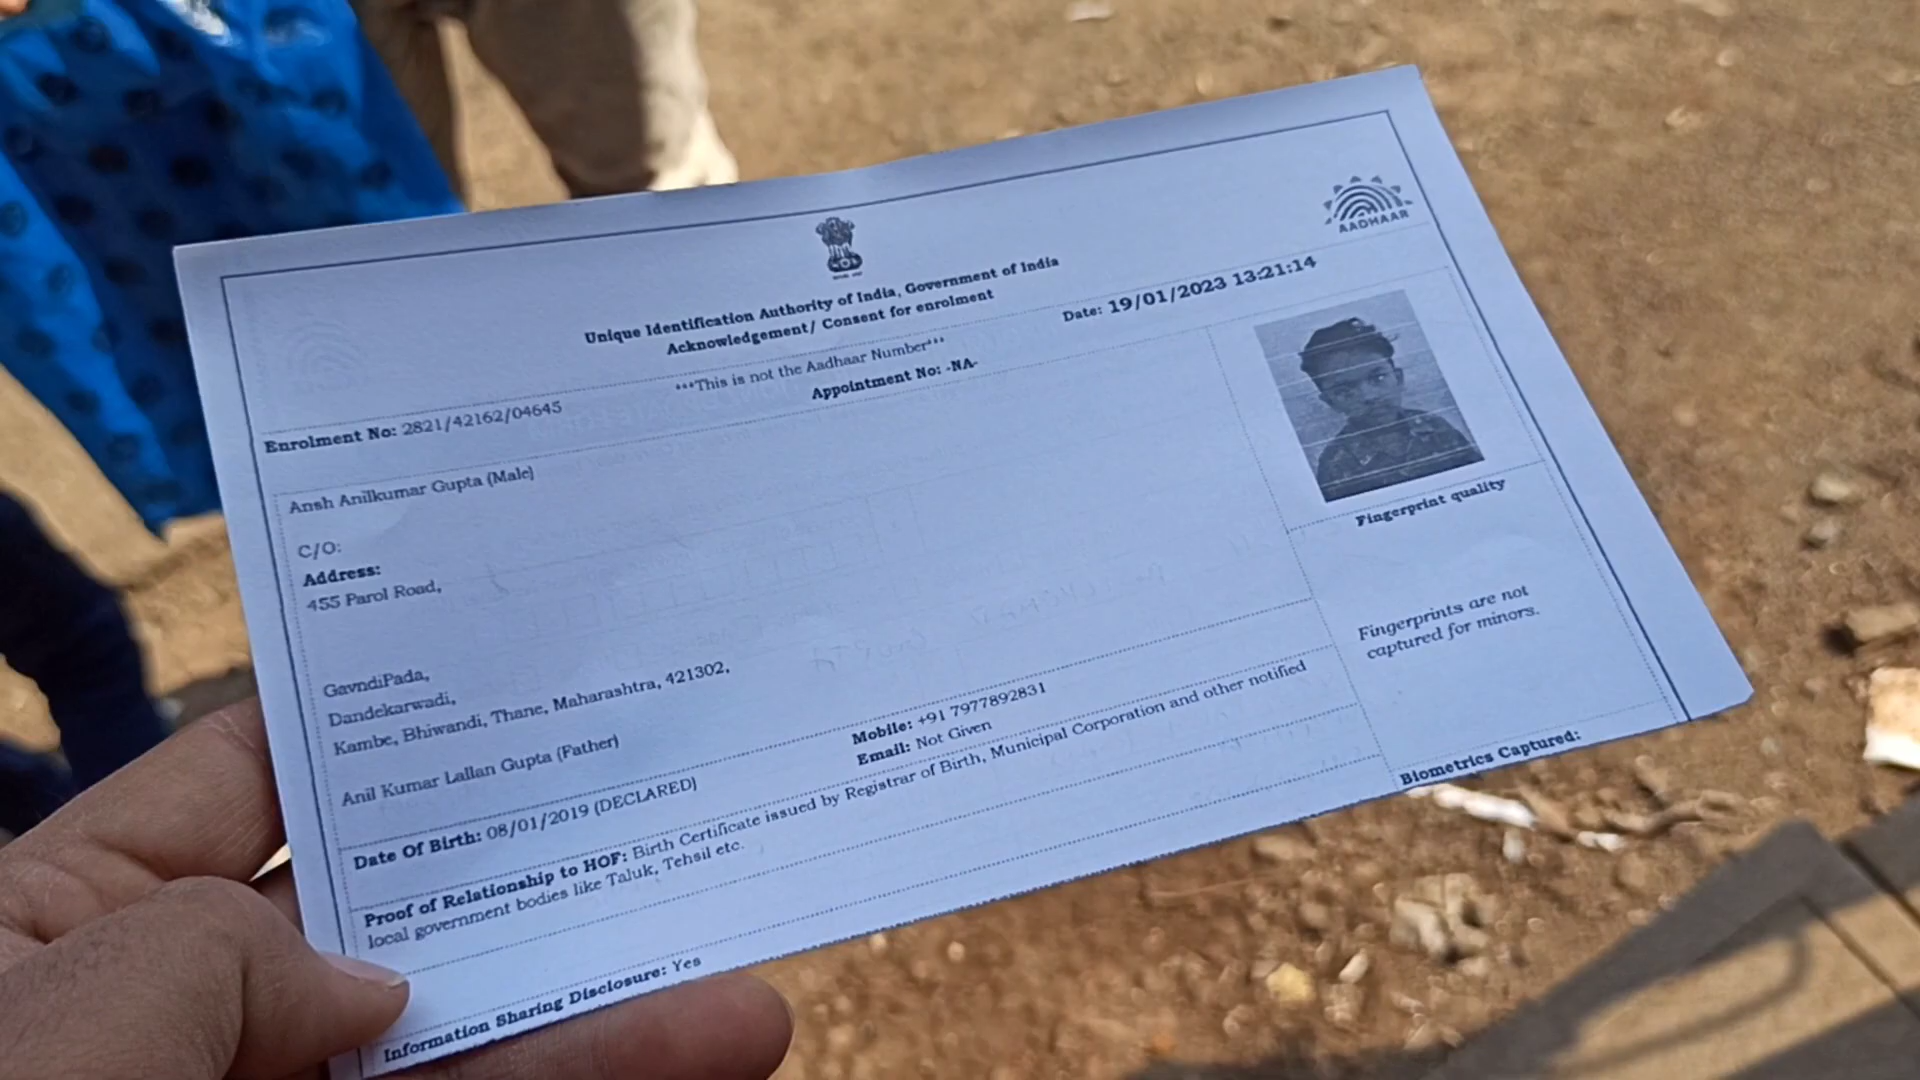 AADHAAR
Unique Identification Authority of India, Government of India
Acknowledgement/ Consent for enrolment
***This is not the Aadhaar Number***
Date: 19/01/2023 13:21:14
Enrolment No: 2821/42162/04645
Appointment No: -NA-
Ansh Anilkumar Gupta (Male)
C/O:
Address:
455 Parol Road,
GavndiPada,
Dandekarwadi,
Kambe, Bhiwandi, Thane, Maharashtra, 421302,
Anil Kumar Lallan Gupta (Father)
Date Of Birth: 08/01/2019 (DECLARED)
Mobile: +91 7977892831
Email: Not Given
Proof of Relationship to HOF: Birth Certificate issued by Registrar of Birth, Municipal Corporation and other notified
local government bodies like Taluk, Tehsil etc.
Information Sharing Disclosure: Yes
Fingerprint quality
Fingerprints are not
captured for minors.
Biometrics Captured: